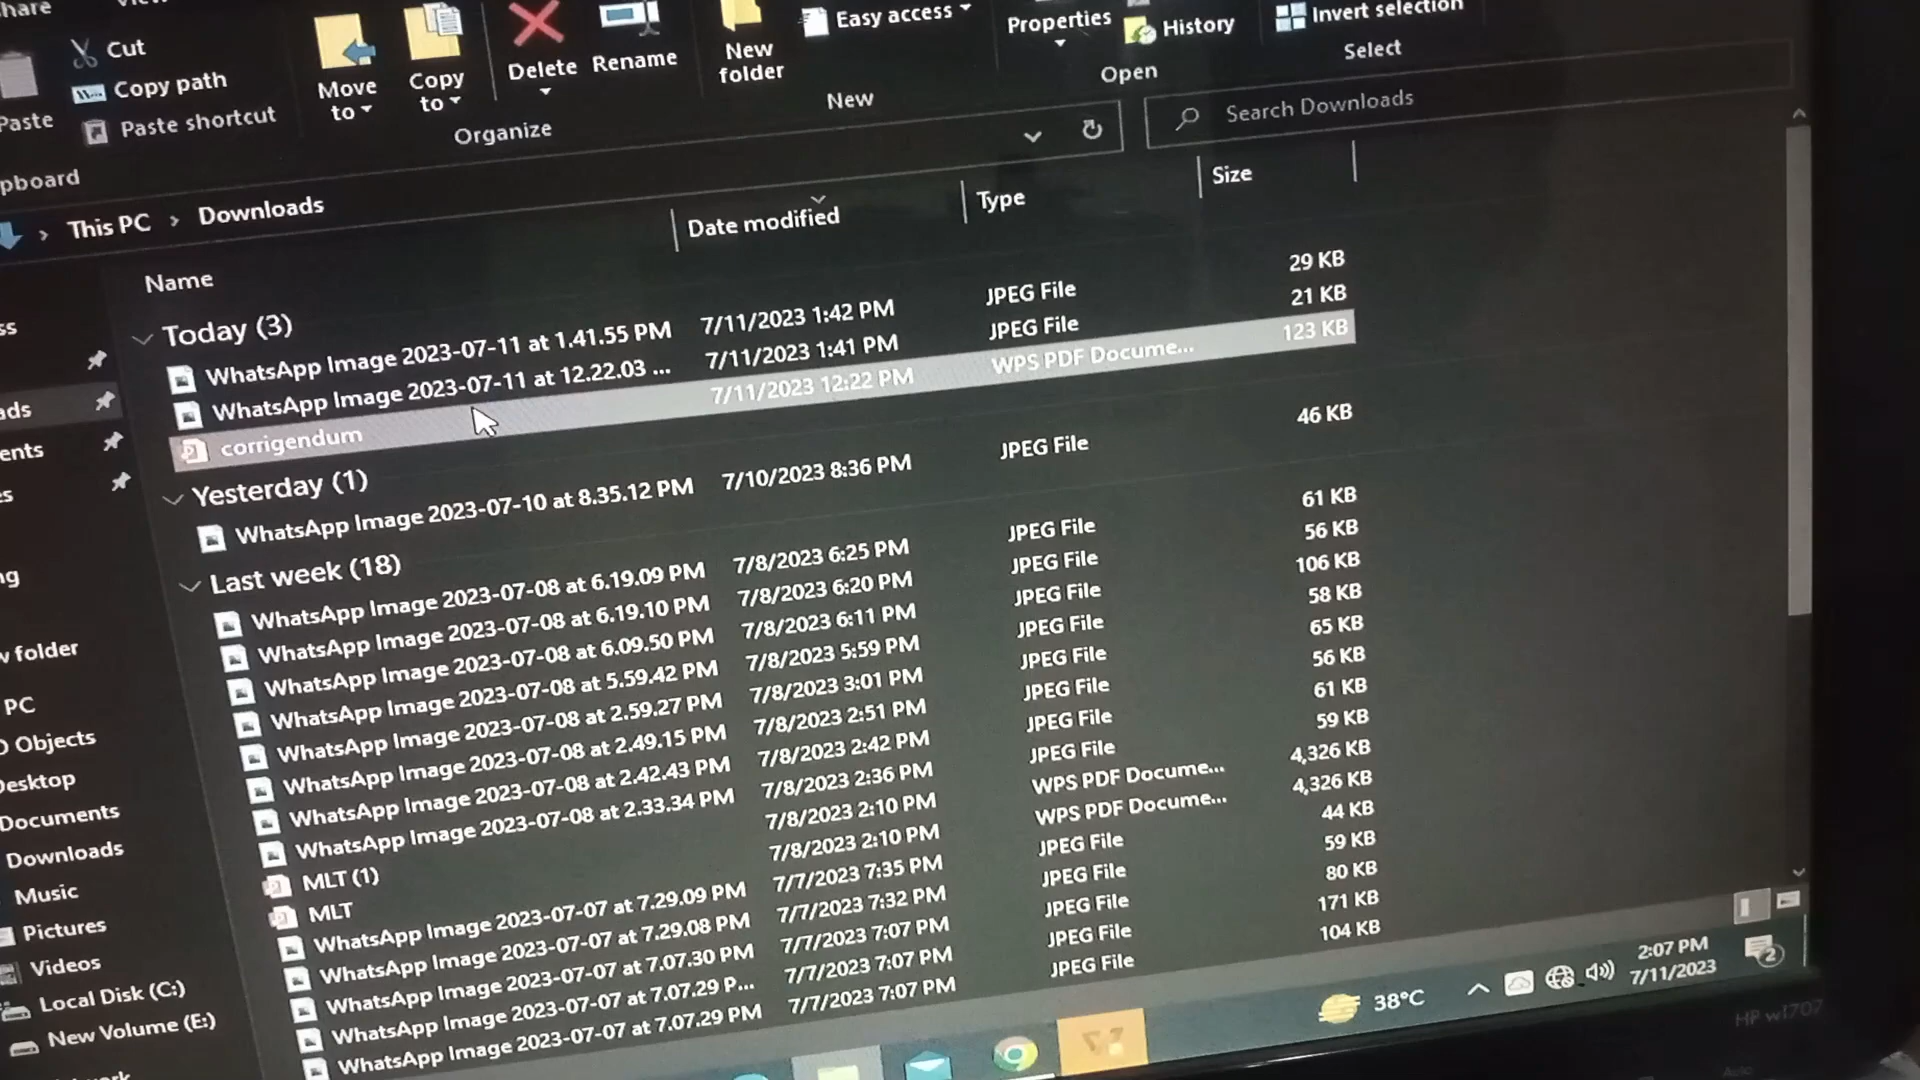 Share
Cut
Copy path
Paste
Paste shortcut
Move to
Copy to
Delete
Rename
Organize
New folder
Easy access
New
Properties
History
Open
Invert selection
Select
pboard
This PC > Downloads
Search Downloads
Name
Date modified
Type
Size
Today (3)
WhatsApp Image 2023-07-11 at 1.41.55 PM 7/11/2023 1:42 PM JPEG File 29 KB
WhatsApp Image 2023-07-11 at 12.22.03 ... 7/11/2023 1:41 PM JPEG File 21 KB
corrigendum 7/11/2023 12:22 PM WPS PDF Docume... 123 KB
Yesterday (1)
WhatsApp Image 2023-07-10 at 8.35.12 PM 7/10/2023 8:36 PM JPEG File 46 KB
Last week (18)
WhatsApp Image 2023-07-08 at 6.19.09 PM 7/8/2023 6:25 PM JPEG File 61 KB
WhatsApp Image 2023-07-08 at 6.19.10 PM 7/8/2023 6:20 PM JPEG File 56 KB
WhatsApp Image 2023-07-08 at 6.09.50 PM 7/8/2023 6:11 PM JPEG File 106 KB
WhatsApp Image 2023-07-08 at 5.59.42 PM 7/8/2023 5:59 PM JPEG File 58 KB
WhatsApp Image 2023-07-08 at 2.59.27 PM 7/8/2023 3:01 PM JPEG File 65 KB
WhatsApp Image 2023-07-08 at 2.49.15 PM 7/8/2023 2:51 PM JPEG File 56 KB
WhatsApp Image 2023-07-08 at 2.42.43 PM 7/8/2023 2:42 PM JPEG File 61 KB
WhatsApp Image 2023-07-08 at 2.33.34 PM 7/8/2023 2:36 PM JPEG File 59 KB
MLT (1) 7/8/2023 2:10 PM WPS PDF Docume... 4,326 KB
MLT 7/8/2023 2:10 PM WPS PDF Docume... 4,326 KB
WhatsApp Image 2023-07-07 at 7.29.09 PM 7/7/2023 7:35 PM JPEG File 44 KB
WhatsApp Image 2023-07-07 at 7.29.08 PM 7/7/2023 7:32 PM JPEG File 59 KB
WhatsApp Image 2023-07-07 at 7.07.30 PM 7/7/2023 7:07 PM JPEG File 80 KB
WhatsApp Image 2023-07-07 at 7.07.29 P... 7/7/2023 7:07 PM JPEG File 171 KB
WhatsApp Image 2023-07-07 at 7.07.29 PM 7/7/2023 7:07 PM JPEG File 104 KB
ss
ads
ents
es
ng
v folder
PC
D Objects
Desktop
Documents
Downloads
Music
Pictures
Videos
Local Disk (C:)
New Volume (E:)
38°C
2:07 PM
7/11/2023
2
HP w1707
Auto